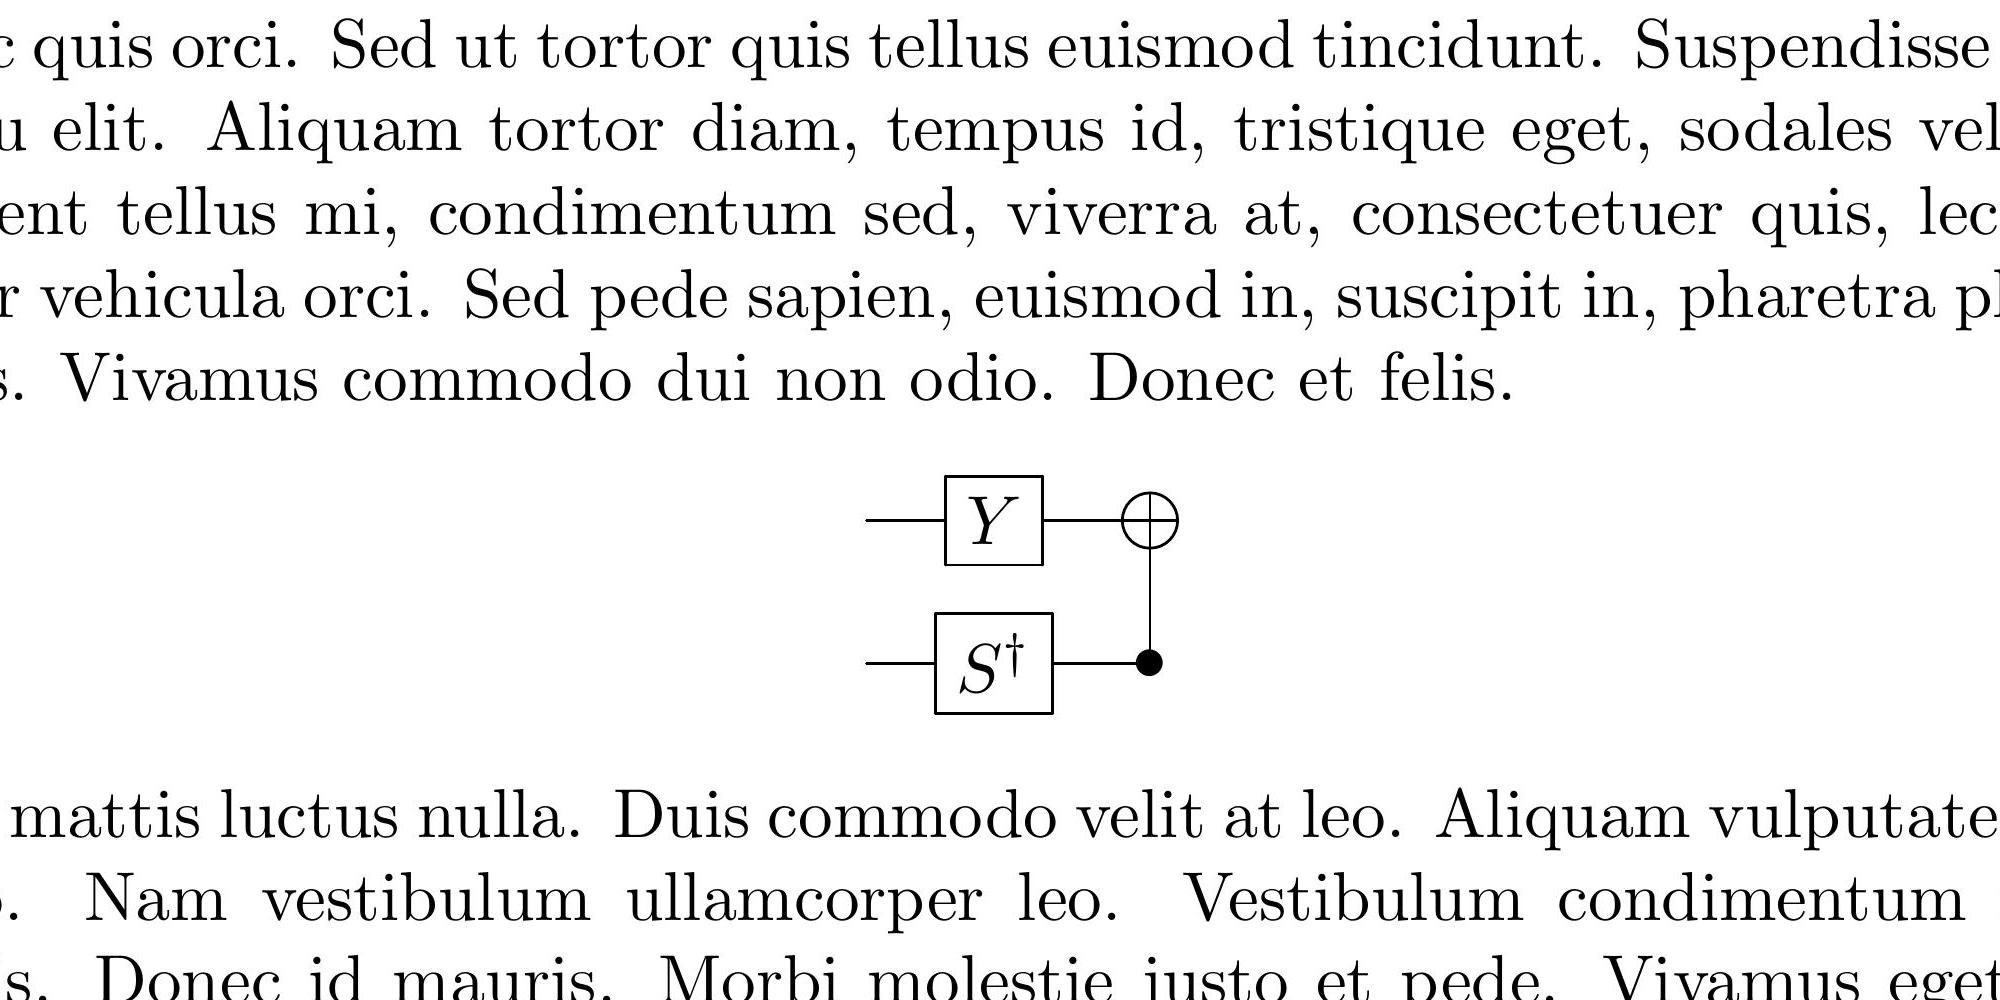 quis orci. Sed ut tortor quis tellus euismod tincidunt. Suspendisse
u elit. Aliquam tortor diam, tempus id, tristique eget, sodales vel
ent tellus mi, condimentum sed, viverra at, consectetuer quis, lec
r vehicula orci. Sed pede sapien, euismod in, suscipit in, pharetra
s. Vivamus commodo dui non odio. Donec et felis.
Y
S†
mattis luctus nulla. Duis commodo velit at leo. Aliquam vulputate
. Nam vestibulum ullamcorper leo. Vestibulum condimentum
s. Donec id mauris. Morbi molestie justo et pede. Vivamus eget